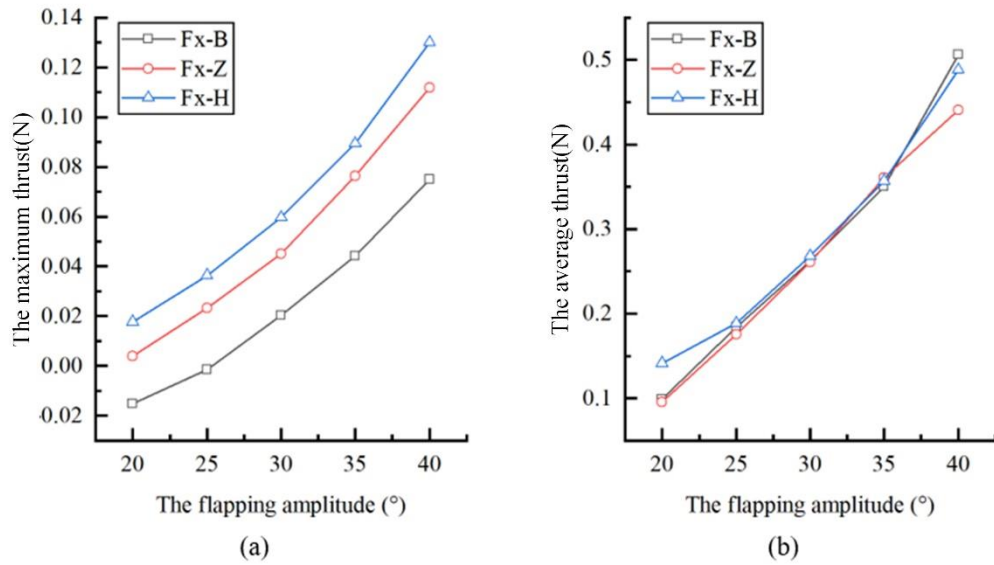 The maximum thrust(N)
0.14
0.12
0.10
0.08
0.06
0.04
0.02
0.00
-0.02
Fx-B
Fx-Z
Fx-H
20 25 30 35 40
The flapping amplitude (°)
(a)
The average thrust(N)
0.5
0.4
0.3
0.2
0.1
Fx-B
Fx-Z
Fx-H
20 25 30 35 40
The flapping amplitude (°)
(b)